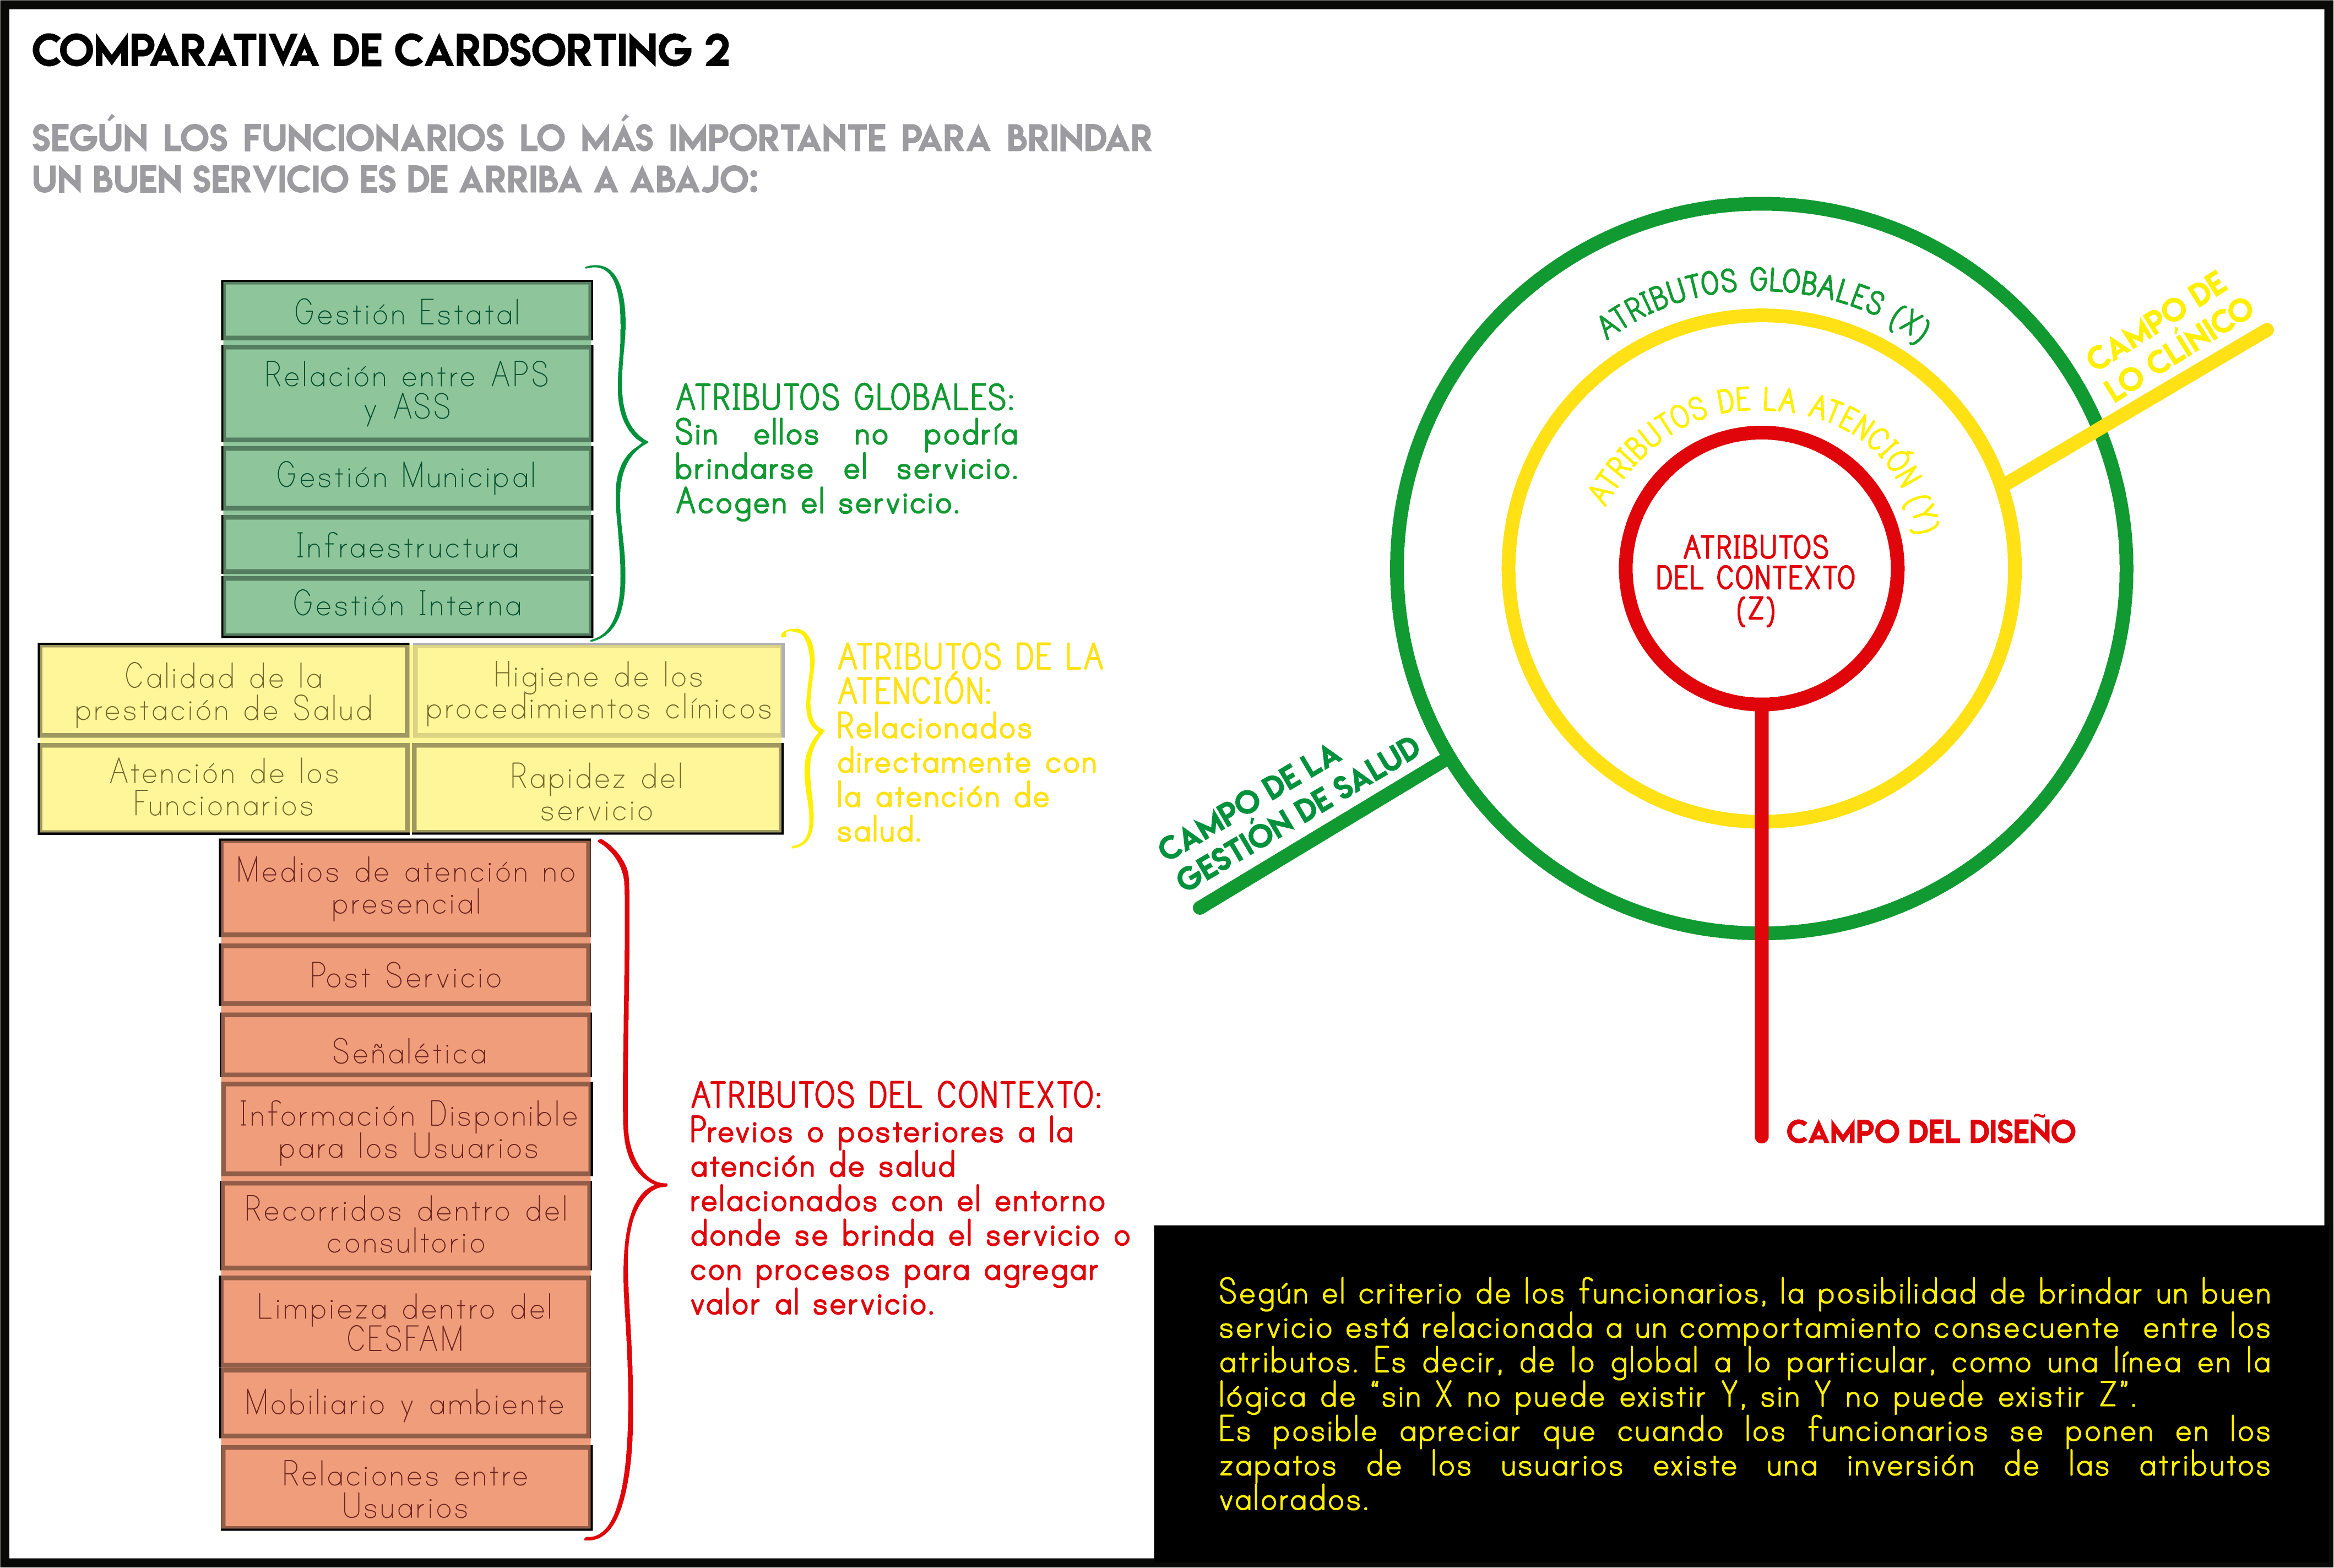 COMPARATIVA DE CARDSORTING 2
SEGÚN LOS FUNCIONARIOS LO MÁS IMPORTANTE PARA BRINDAR
UN BUEN SERVICIO ES DE ARRIBA A ABAJO:
Gestión Estatal
Relación entre APS
y ASS
Gestión Municipal
Infraestructura
Gestión Interna
ATRIBUTOS GLOBALES:
Sin ellos no podría
brindarse el servicio.
Acogen el servicio.
Calidad de la
prestación de Salud
Higiene de los
procedimientos clínicos
Atención de los
Funcionarios
Rapidez del
servicio
ATRIBUTOS DE LA
ATENCIÓN:
Relacionados
directamente con
la atención de
salud.
Medios de atención no
presencial
Post Servicio
Señalética
Información Disponible
para los Usuarios
Recorridos dentro del
consultorio
Limpieza dentro del
CESFAM
Mobiliario y ambiente
Relaciones entre
Usuarios
ATRIBUTOS DEL CONTEXTO:
Previos o posteriores a la
atención de salud
relacionados con el entorno
donde se brinda el servicio o
con procesos para agregar
valor al servicio.
ATRIBUTOS GLOBALES (X)
ATRIBUTOS DE LA ATENCIÓN (Y)
ATRIBUTOS
DEL CONTEXTO
(Z)
CAMPO DE
LO CLÍNICO
CAMPO DE LA
GESTIÓN DE SALUD
CAMPO DEL DISEÑO
Según el criterio de los funcionarios, la posibilidad de brindar un buen
servicio está relacionada a un comportamiento consecuente entre los
atributos. Es decir, de lo global a lo particular, como una línea en la
lógica de “sin X no puede existir Y, sin Y no puede existir Z”.
Es posible apreciar que cuando los funcionarios se ponen en los
zapatos de los usuarios existe una inversión de las atributos
valorados.